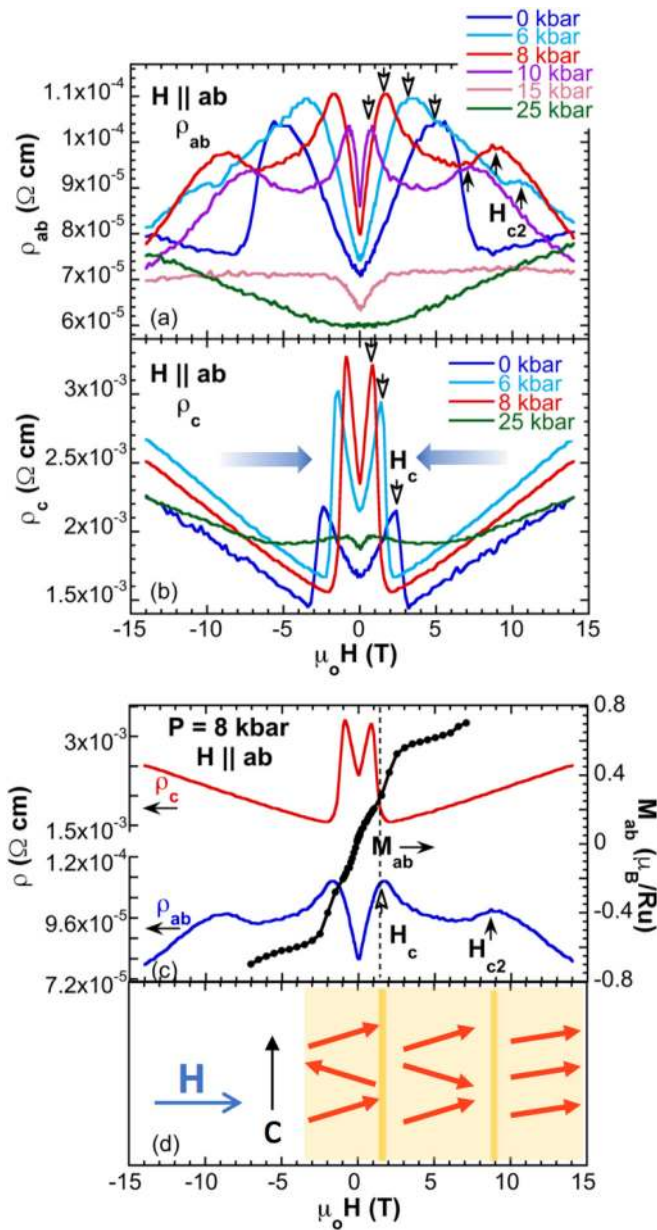 0 kbar
6 kbar
8 kbar
10 kbar
15 kbar
25 kbar
H || ab
ρab
1.1x10⁻⁴
1x10⁻⁴
9x10⁻⁵
8x10⁻⁵
7x10⁻⁵
6x10⁻⁵
ρab (Ω cm)
Hc2
(a)
H || ab
ρc
0 kbar
6 kbar
8 kbar
25 kbar
3x10⁻³
2.5x10⁻³
2x10⁻³
1.5x10⁻³
ρc (Ω cm)
Hc
(b)
-15 -10 -5 0 5 10 15
μoH (T)
P = 8 kbar
H || ab
3x10⁻³
1.5x10⁻³
1.2x10⁻⁴
9.6x10⁻⁵
7.2x10⁻⁵
ρ (Ω cm)
ρc
ρab
Mab
Hc
Hc2
0.8
0.4
0
-0.4
-0.8
Mab (μB/Ru)
(c)
H
C
(d)
-15 -10 -5 0 5 10 15
μoH (T)